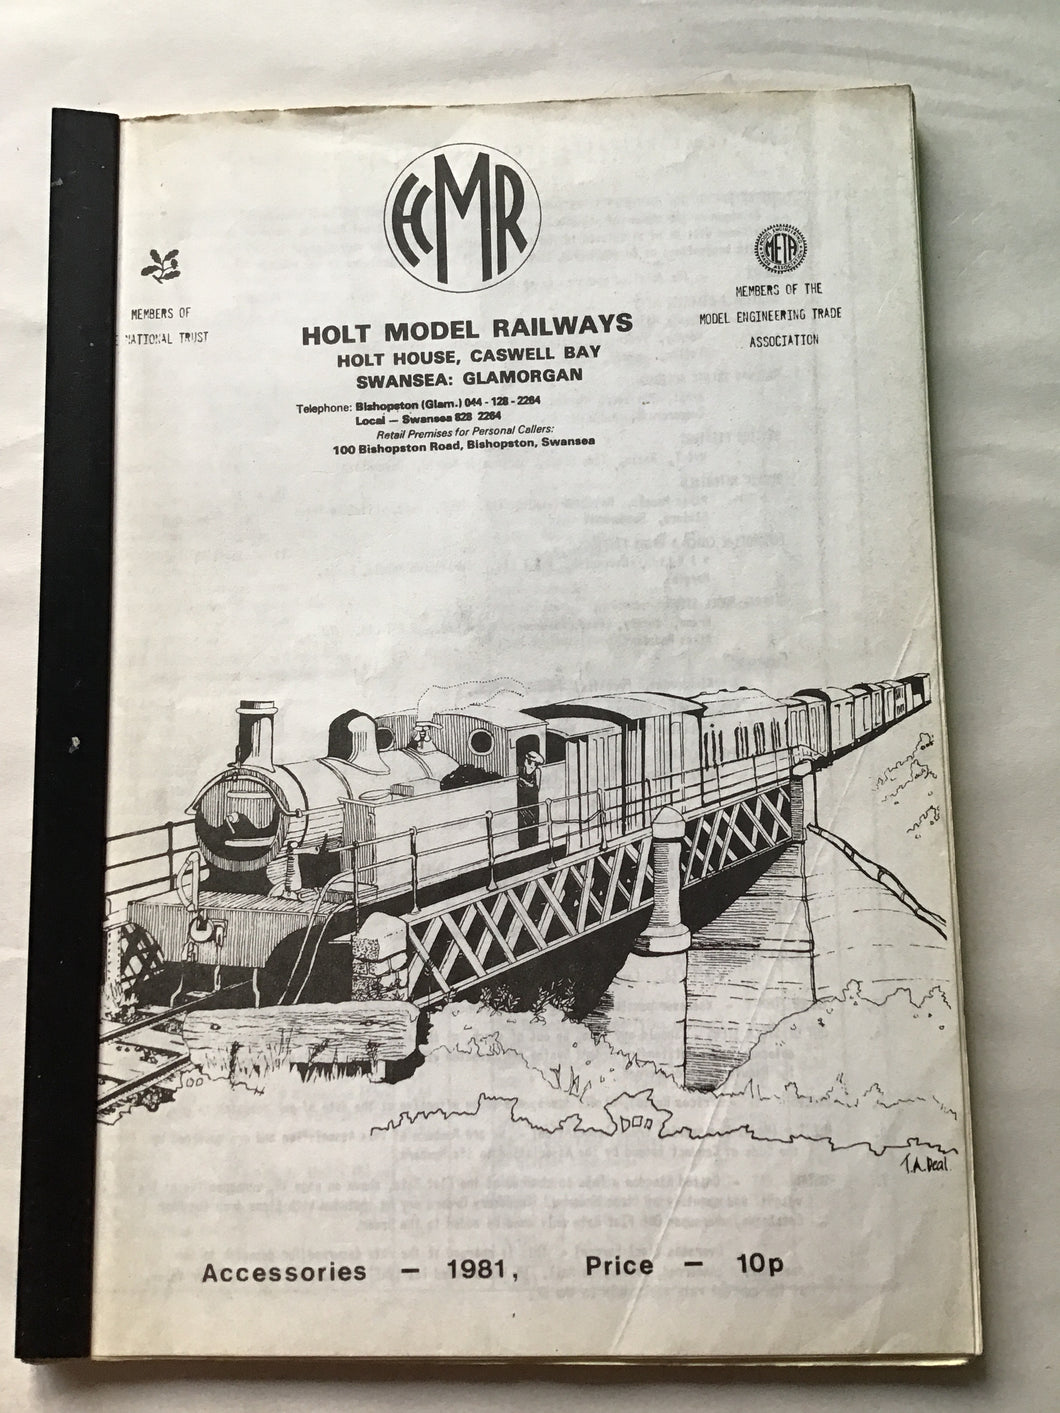 HMR
META
MEMBERS OF
NATIONAL TRUST
MEMBERS OF THE
MODEL ENGINEERING TRADE
ASSOCIATION
HOLT MODEL RAILWAYS
HOLT HOUSE, CASWELL BAY
SWANSEA: GLAMORGAN
Telephone: Bishopston (Glam.) 044 - 128 - 2264
Local — Swansea 828 2264
Retail Premises for Personal Callers:
100 Bishopston Road, Bishopston, Swansea
T.A. Deal
Accessories — 1981, Price — 10p